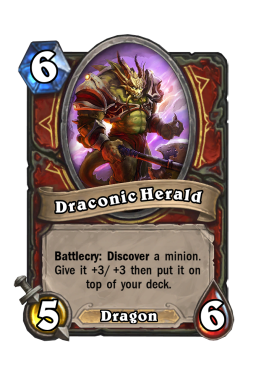 6
Draconic Herald
Battlecry: Discover a minion.
Give it +3/ +3 then put it on
top of your deck.
5
Dragon
6